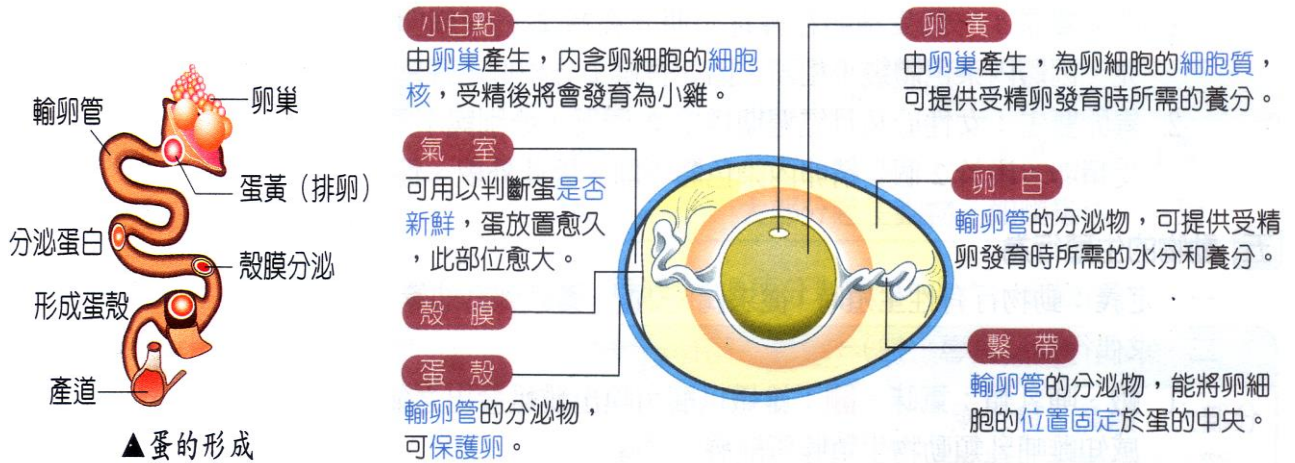 輸卵管
卵巢
蛋黃（排卵）
分泌蛋白
殼膜分泌
形成蛋殼
產道
▲蛋的形成
小白點
由卵巢產生，內含卵細胞的細胞
核，受精後將會發育為小雞。
氣室
可用以判斷蛋是否
新鮮，蛋放置愈久
，此部位愈大。
殼膜
蛋殼
輸卵管的分泌物，
可保護卵。
卵黃
由卵巢產生，為卵細胞的細胞質，
可提供受精卵發育時所需的養分。
卵白
輸卵管的分泌物，可提供受精
卵發育時所需的水分和養分。
繫帶
輸卵管的分泌物，能將卵細
胞的位置固定於蛋的中央。